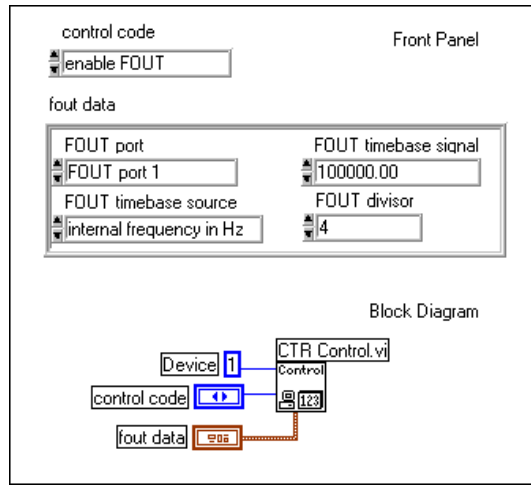 control code
Front Panel
enable FOUT
fout data
FOUT port
FOUT timebase signal
FOUT port 1
100000.00
FOUT timebase source
FOUT divisor
internal frequency in Hz
4
Block Diagram
CTR Control.vi
Device 1
Control
control code
123
fout data